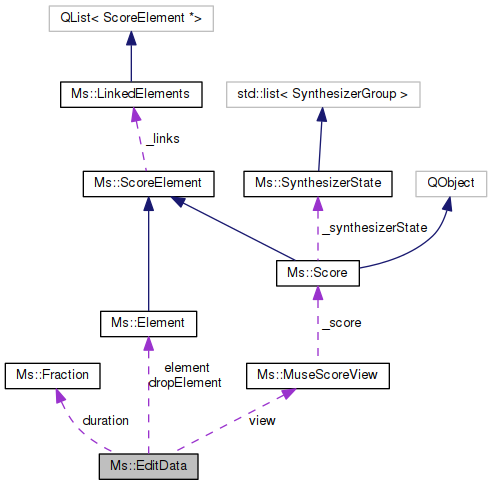 QList< ScoreElement *>
Ms::LinkedElements
std::list< SynthesizerGroup >
_links
Ms::ScoreElement
Ms::SynthesizerState
QObject
_synthesizerState
Ms::Score
Ms::Element
_score
element
dropElement
Ms::Fraction
Ms::MuseScoreView
duration
view
Ms::EditData